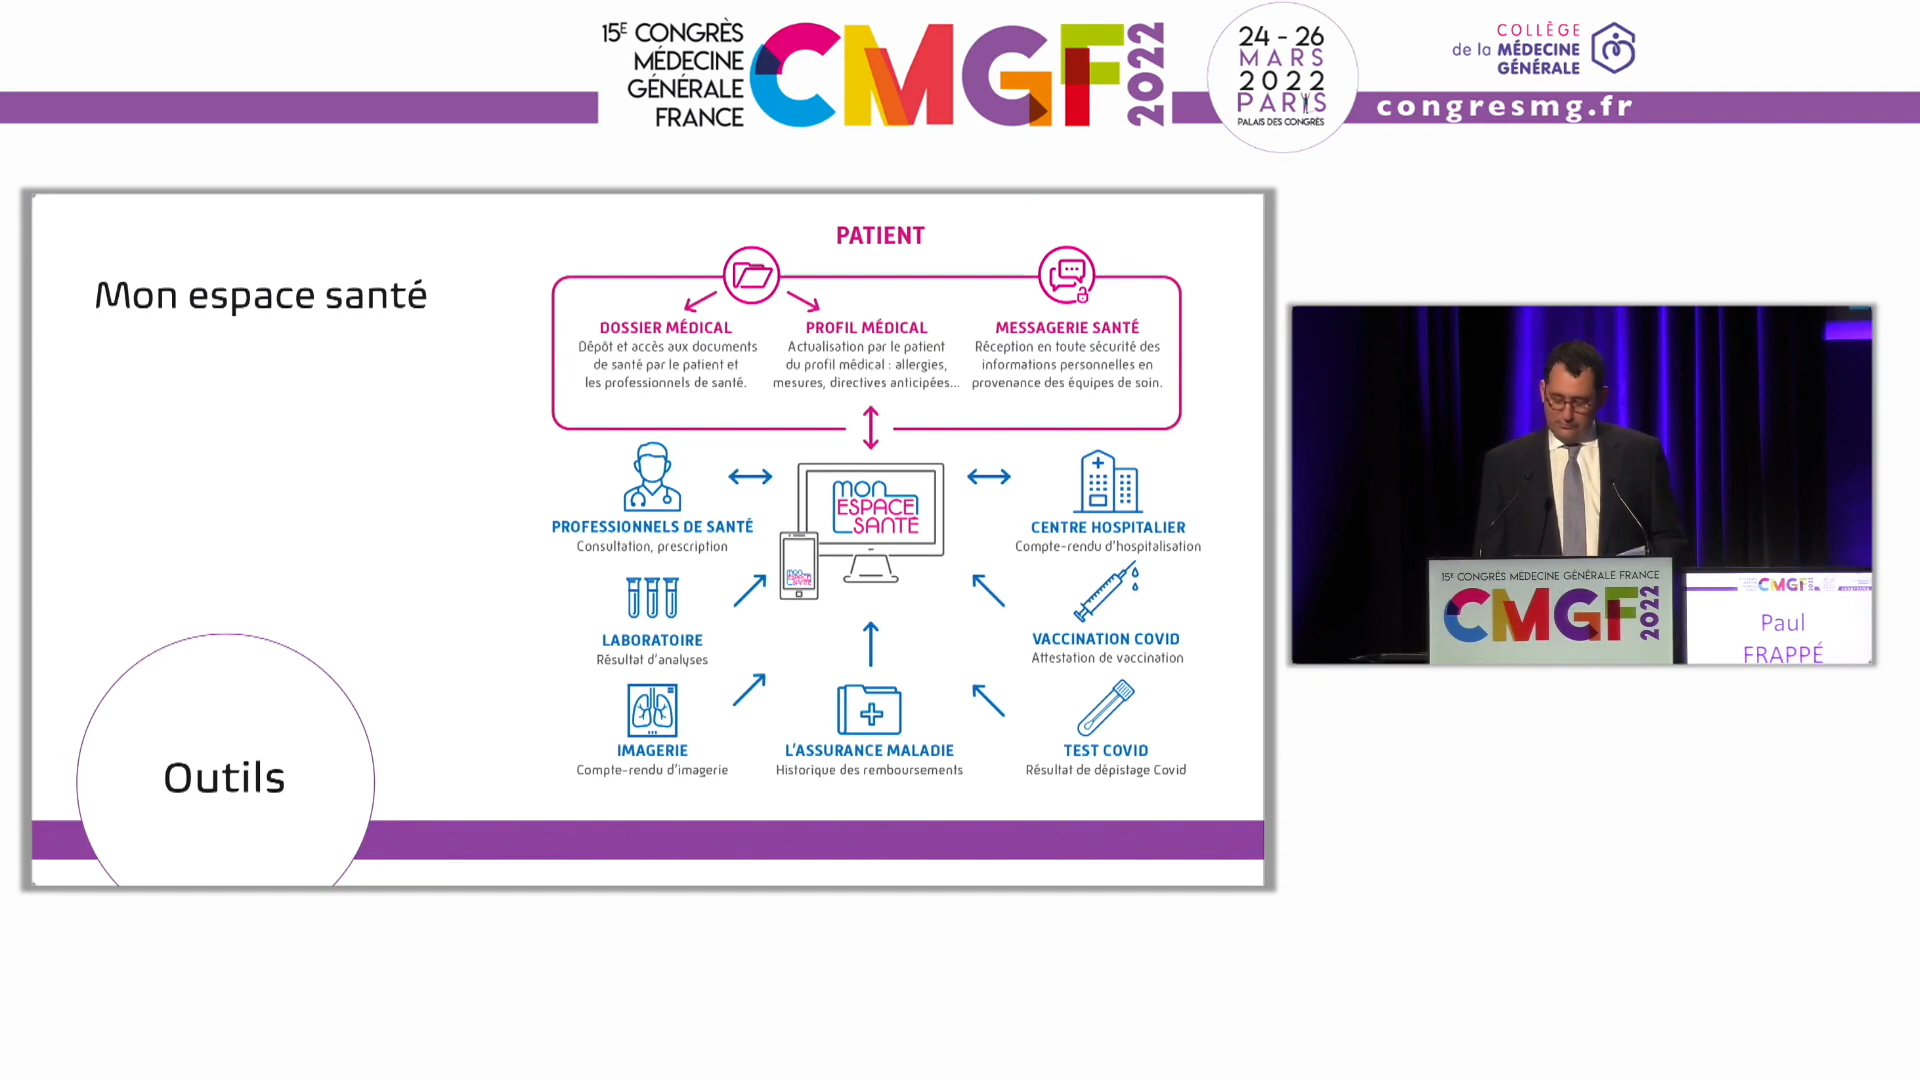 15E CONGRÈS
MÉDECINE
GÉNÉRALE
FRANCE
CMGF
2022
24 - 26
MARS
2022
PARIS
PALAIS DES CONGRÈS
COLLÈGE
de la MÉDECINE
GÉNÉRALE
congresmg.fr
Mon espace santé
PATIENT
DOSSIER MÉDICAL
Dépôt et accès aux documents
de santé par le patient et
les professionnels de santé.
PROFIL MÉDICAL
Actualisation par le patient
du profil médical : allergies,
mesures, directives anticipées...
MESSAGERIE SANTÉ
Réception en toute sécurité des
informations personnelles en
provenance des équipes de soin.
PROFESSIONNELS DE SANTÉ
Consultation, prescription
mon
ESPACE
SANTÉ
mon
ESPACE
SANTÉ
CENTRE HOSPITALIER
Compte-rendu d'hospitalisation
LABORATOIRE
Résultat d'analyses
VACCINATION COVID
Attestation de vaccination
IMAGERIE
Compte-rendu d'imagerie
L'ASSURANCE MALADIE
Historique des remboursements
TEST COVID
Résultat de dépistage Covid
Outils
15E CONGRÈS MÉDECINE GÉNÉRALE FRANCE
CMGF
2022
CMGF
Paul
FRAPPÉ